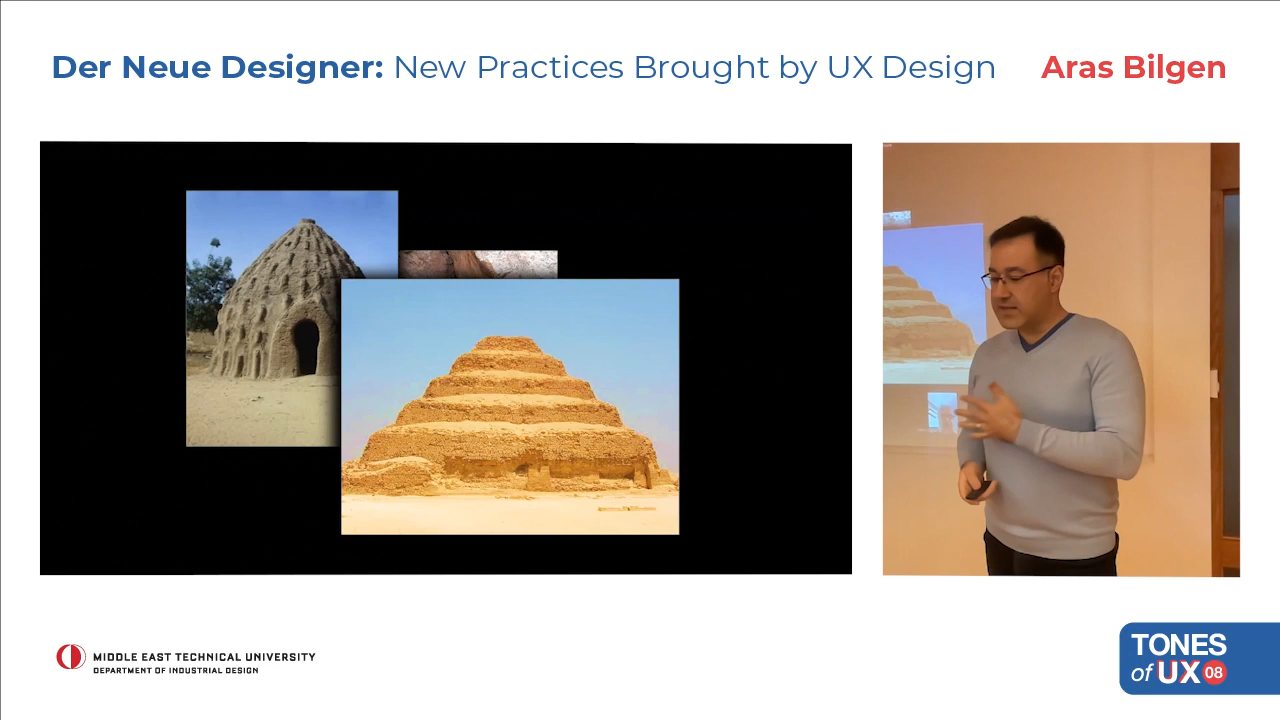 Der Neue Designer: New Practices Brought by UX Design
Aras Bilgen
MIDDLE EAST TECHNICAL UNIVERSITY
DEPARTMENT OF INDUSTRIAL DESIGN
TONES
of UX 08